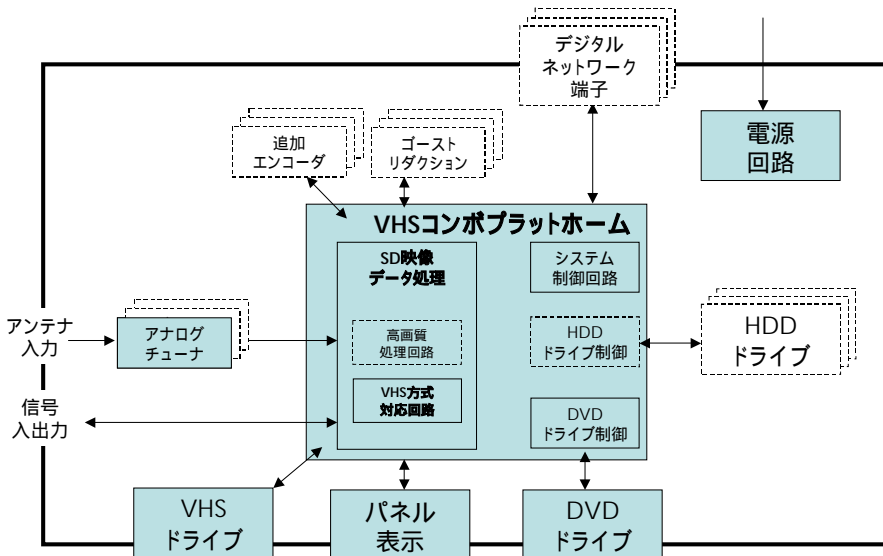 デジタル
ネットワーク
端子
電源
回路
追加
エンコーダ
ゴースト
リダクション
VHSコンボプラットホーム
SD映像
データ処理
システム
制御回路
アンテナ
入力
アナログ
チューナ
高画質
処理回路
HDD
ドライブ制御
HDD
ドライブ
VHS方式
対応回路
信号
入出力
DVD
ドライブ制御
VHS
ドライブ
パネル
表示
DVD
ドライブ